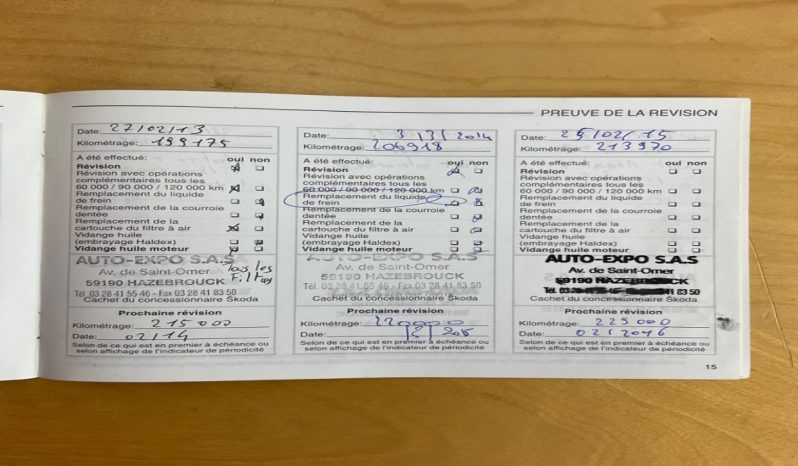 PREUVE DE LA REVISION
Date: 27/02/13
Kilométrage: 199175
A été effectué: oui non
Révision
Révision avec opérations
complémentaires tous les
60 000 / 90 000 / 120 000 km
Remplacement du liquide
de frein
Remplacement de la courroie
dentée
Remplacement de la
cartouche du filtre à air
Vidange huile
(embrayage Haldex)
Vidange huile moteur
AUTO-EXPO S.A.S
Av. de Saint-Omer
59190 HAZEBROUCK
Tous les
Filtres
Tél. 03 28 41 55 46 - Fax 03 28 41 83 50
Cachet du concessionnaire Škoda
Prochaine révision
Kilométrage: 215000
Date: 02/14
Selon de ce qui est en premier à échéance ou
selon affichage de l'indicateur de périodicité
Date: 3/3/2014
Kilométrage: 206918
A été effectué: oui non
Révision
Révision avec opérations
complémentaires tous les
60 000 / 90 000 / 120 000 km
Remplacement du liquide
de frein
Remplacement de la courroie
dentée
Remplacement de la
cartouche du filtre à air
Vidange huile
(embrayage Haldex)
Vidange huile moteur
AUTO-EXPO S.A.S
Av. de Saint-Omer
59190 HAZEBROUCK
Tél. 03 28 41 55 46 - Fax.03 28 41 83 50
Cachet du concessionnaire Škoda
Prochaine révision
Kilométrage:
Date:
Selon de ce qui est en premier à échéance ou
selon affichage de l'indicateur de périodicité
Date: /02/15
Kilométrage: 213970
A été effectué: oui non
Révision
Révision avec opérations
complémentaires tous les
60 000 / 90 000 / 120 000 km
Remplacement du liquide
de frein
Remplacement de la courroie
dentée
Remplacement de la
cartouche du filtre à air
Vidange huile
(embrayage Haldex)
Vidange huile moteur
AUTO-EXPO S.A.S
Av. de Saint-Omer
59190 HAZEBROUCK
Tél. 03 28 41 55 46 41 83 50
Cachet du concessionnaire Škoda
Prochaine révision
Kilométrage: 229000
Date: 02/2016
Selon de ce qui est en premier à échéance ou
selon affichage de l'indicateur de périodicité
15